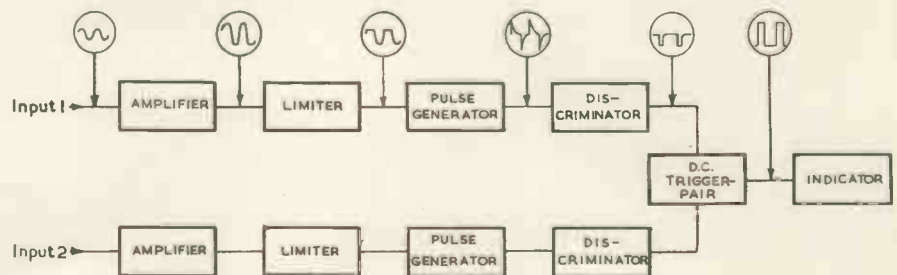 Input 1
AMPLIFIER
LIMITER
PULSE
GENERATOR
DIS-
CRIMINATOR
D.C.
TRIGGER-
PAIR
INDICATOR
Input 2
AMPLIFIER
LIMITER
PULSE
GENERATOR
DIS-
CRIMINATOR